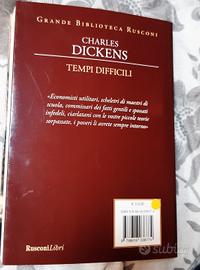 GRANDE BIBLIOTECA RUSCONI
CHARLES
DICKENS
TEMPI DIFFICILI
«Economisti utilitari, scheletri di maestri di
scuola, commissari dei fatti gentili e sposati
infedeli, ciarlatani con le vostre piccole teorie
sorpassate, i poveri li avrete sempre intorno»
RusconiLibri
subito